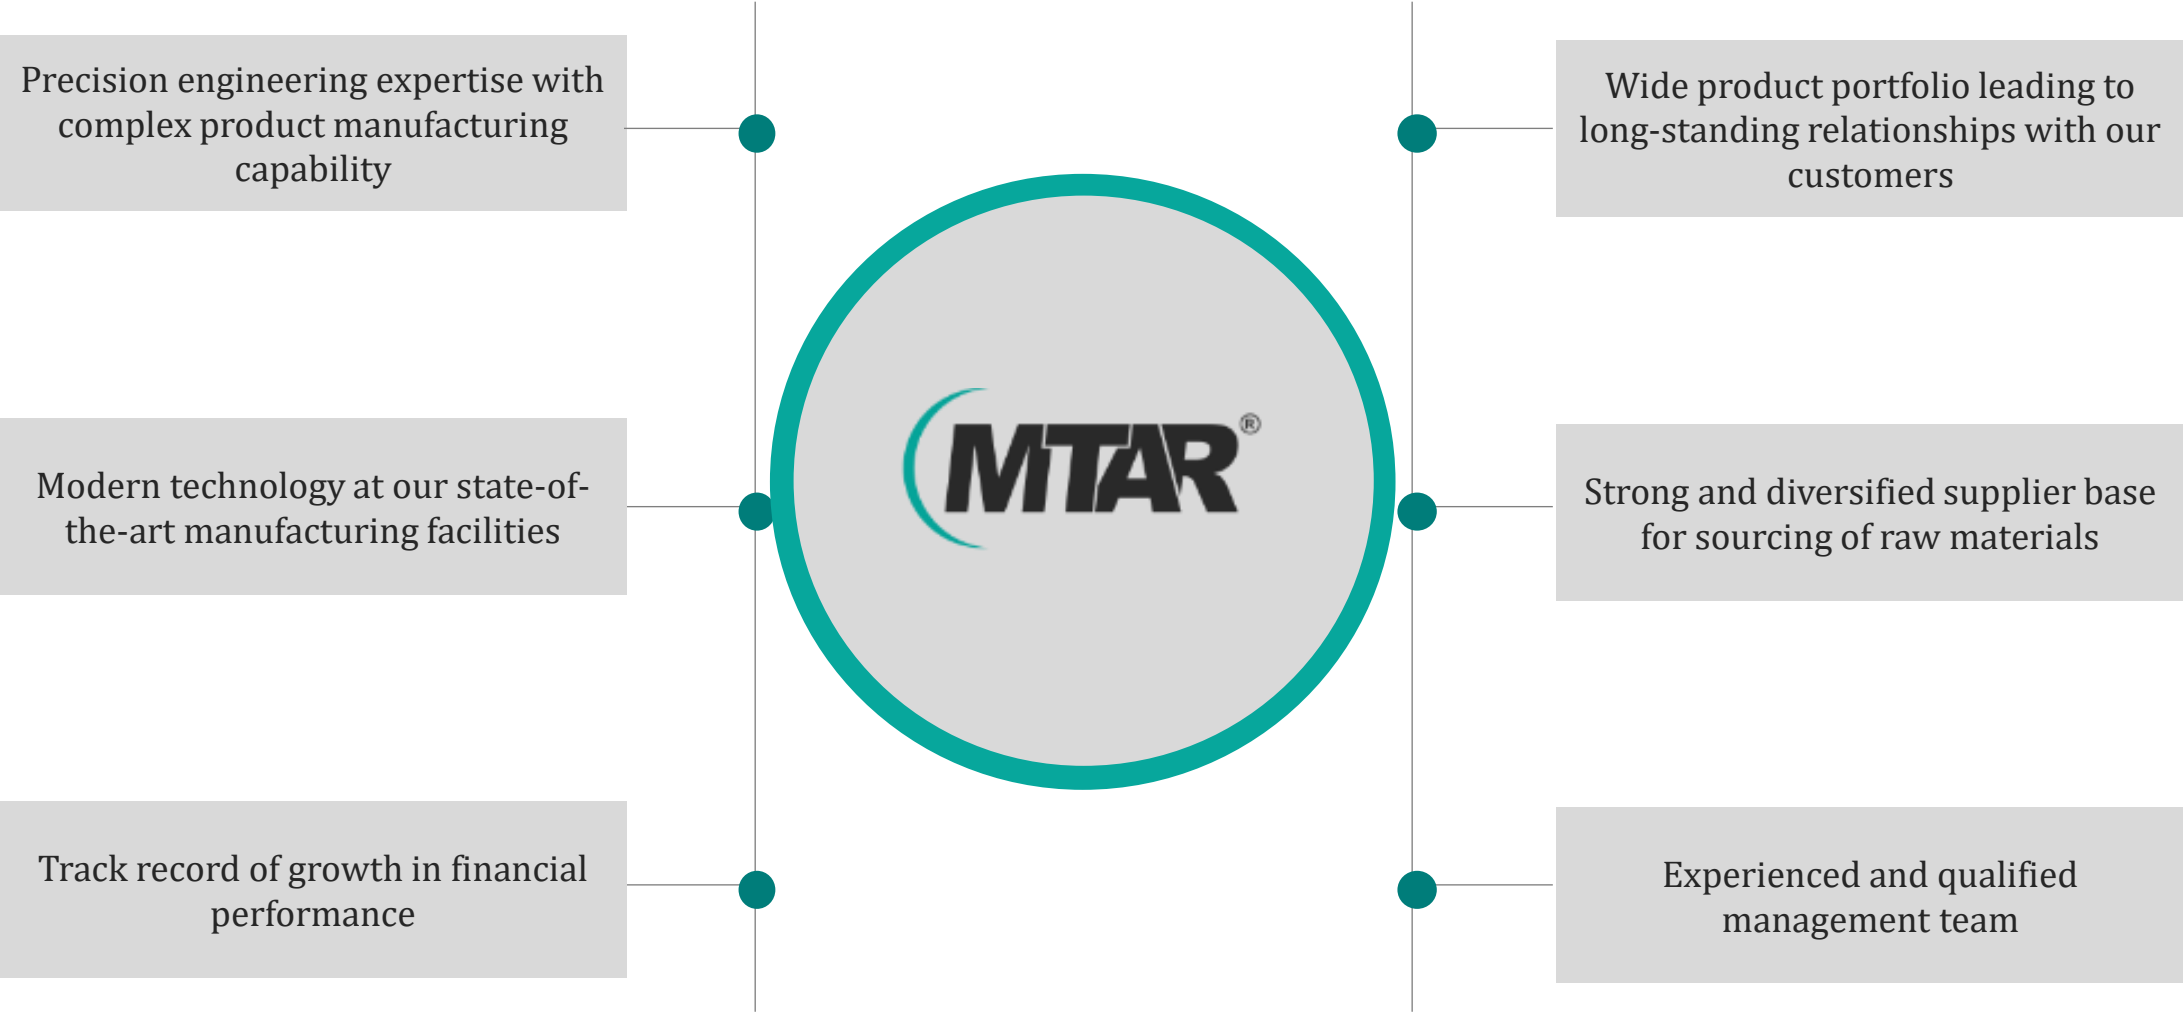 Precision engineering expertise with
complex product manufacturing
capability
Modern technology at our state-of-
the-art manufacturing facilities
Track record of growth in financial
performance
MTAR®
Wide product portfolio leading to
long-standing relationships with our
customers
Strong and diversified supplier base
for sourcing of raw materials
Experienced and qualified
management team